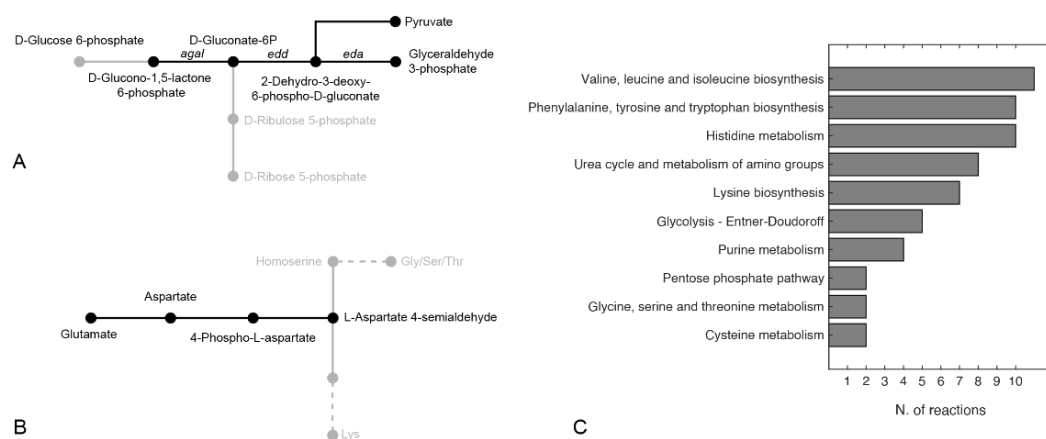 D-Glucose 6-phosphate
D-Gluconate-6P
Pyruvate
agal
edd
eda
Glyceraldehyde
3-phosphate
D-Glucono-1,5-lactone
6-phosphate
2-Dehydro-3-deoxy-
6-phospho-D-gluconate
D-Ribulose 5-phosphate
D-Ribose 5-phosphate
A
Homoserine
Gly/Ser/Thr
Aspartate
L-Aspartate 4-semialdehyde
Glutamate
4-Phospho-L-aspartate
Lys
B
Valine, leucine and isoleucine biosynthesis
Phenylalanine, tyrosine and tryptophan biosynthesis
Histidine metabolism
Urea cycle and metabolism of amino groups
Lysine biosynthesis
Glycolysis - Entner-Doudoroff
Purine metabolism
Pentose phosphate pathway
Glycine, serine and threonine metabolism
Cysteine metabolism
1 2 3 4 5 6 7 8 9 10
N. of reactions
C